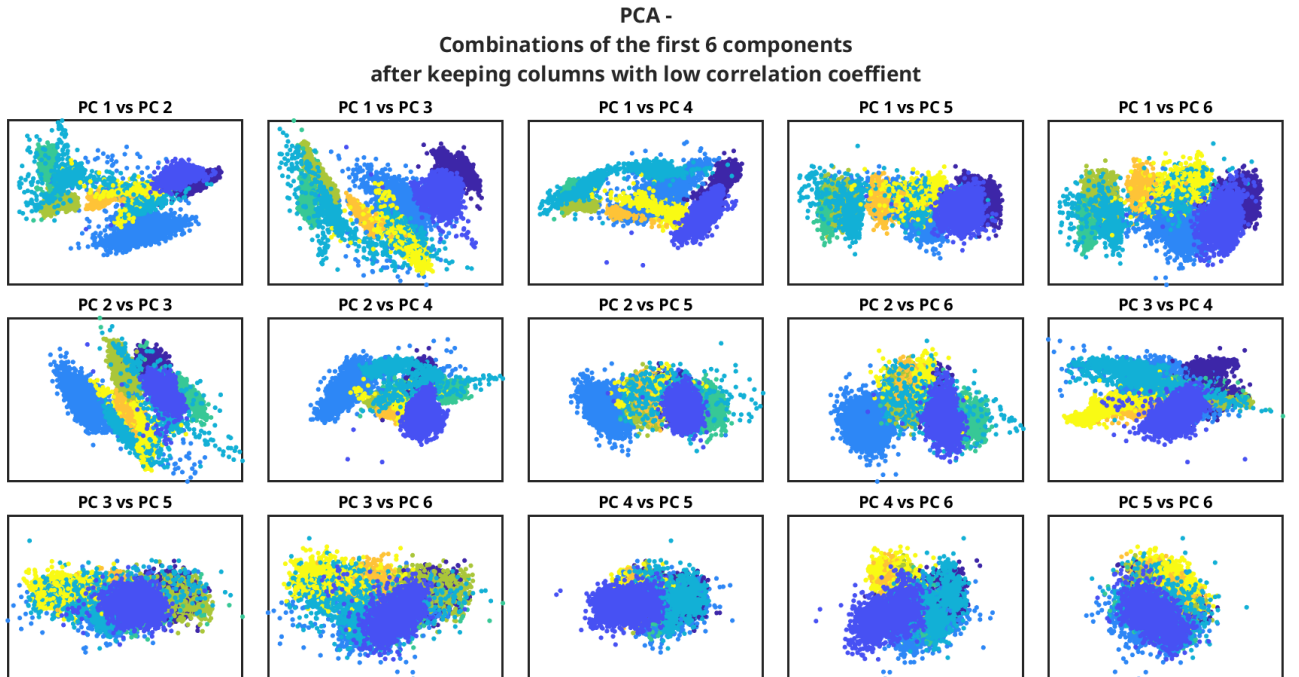 PCA -
Combinations of the first 6 components
after keeping columns with low correlation coeffient
PC 1 vs PC 2
PC 1 vs PC 3
PC 1 vs PC 4
PC 1 vs PC 5
PC 1 vs PC 6
PC 2 vs PC 3
PC 2 vs PC 4
PC 2 vs PC 5
PC 2 vs PC 6
PC 3 vs PC 4
PC 3 vs PC 5
PC 3 vs PC 6
PC 4 vs PC 5
PC 4 vs PC 6
PC 5 vs PC 6